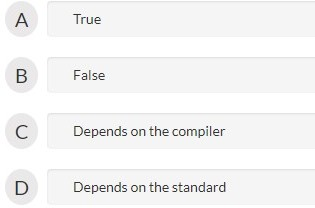 A True
B False
C Depends on the compiler
D Depends on the standard